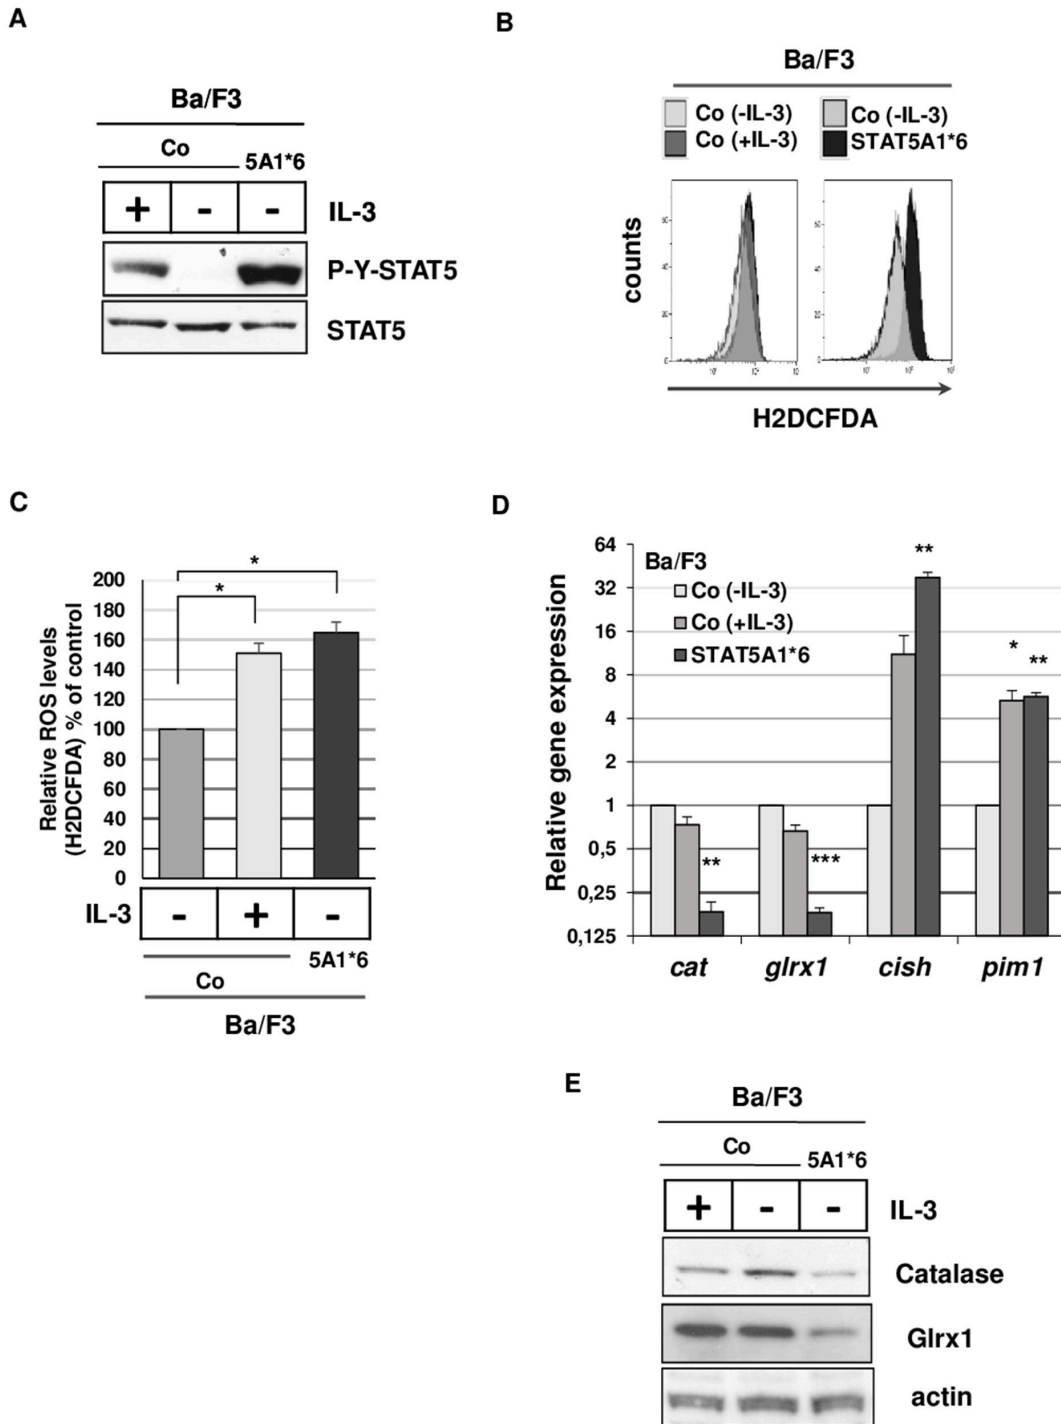 A
Ba/F3
Co
5A1*6
+ - - IL-3
P-Y-STAT5
STAT5
B
Ba/F3
Co (-IL-3) Co (-IL-3)
Co (+IL-3) STAT5A1*6
counts
H2DCFDA
C
Relative ROS levels
(H2DCFDA) % of control
200
180
160
140
120
100
80
60
40
20
0
*
*
IL-3 - + -
Co
5A1*6
Ba/F3
D
Relative gene expression
64
32
16
8
4
2
1
0,5
0,25
0,125
Ba/F3
Co (-IL-3)
Co (+IL-3)
STAT5A1*6
**
***
**
*
**
cat glrx1 cish pim1
E
Ba/F3
Co
5A1*6
+ - - IL-3
Catalase
Glrx1
actin